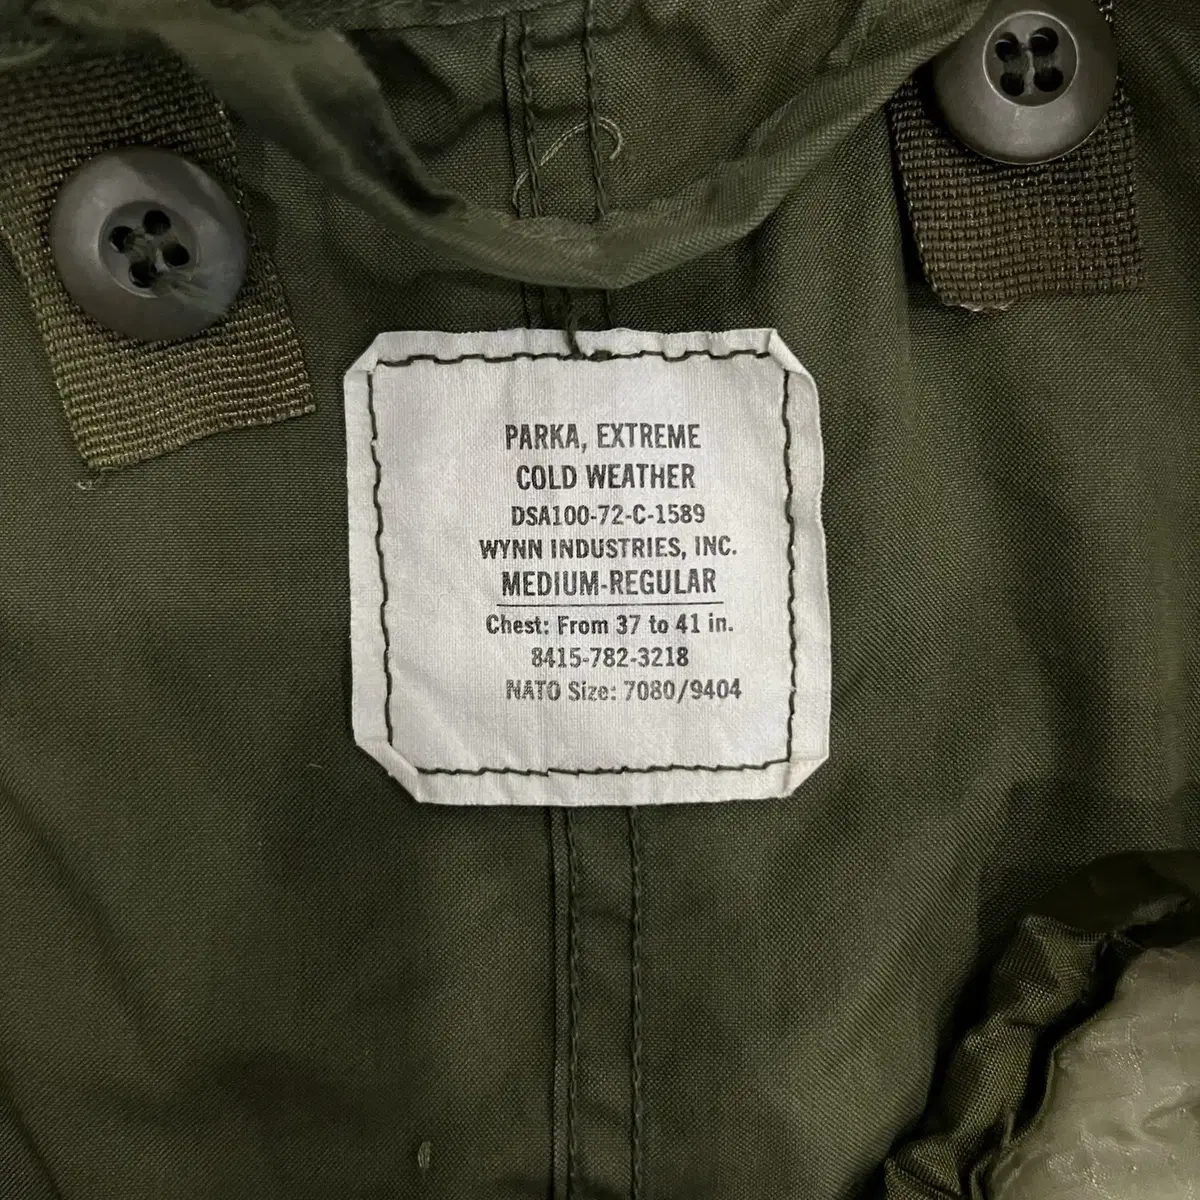 PARKA, EXTREME
COLD WEATHER
DSA100-72-C-1589
WYNN INDUSTRIES, INC.
MEDIUM-REGULAR
Chest: From 37 to 41 in.
8415-782-3218
NATO Size: 7080/9404